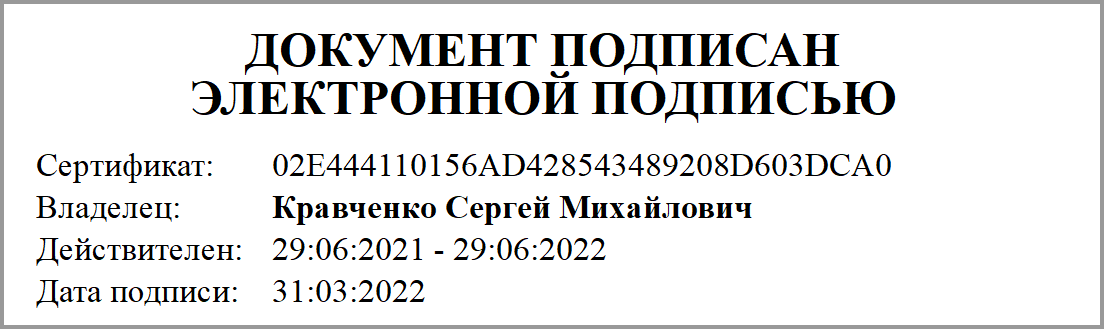 ДОКУМЕНТ ПОДПИСАН
ЭЛЕКТРОННОЙ ПОДПИСЬЮ
Сертификат: 02E444110156AD428543489208D603DCA0
Владелец: Кравченко Сергей Михайлович
Действителен: 29:06:2021 - 29:06:2022
Дата подписи: 31:03:2022